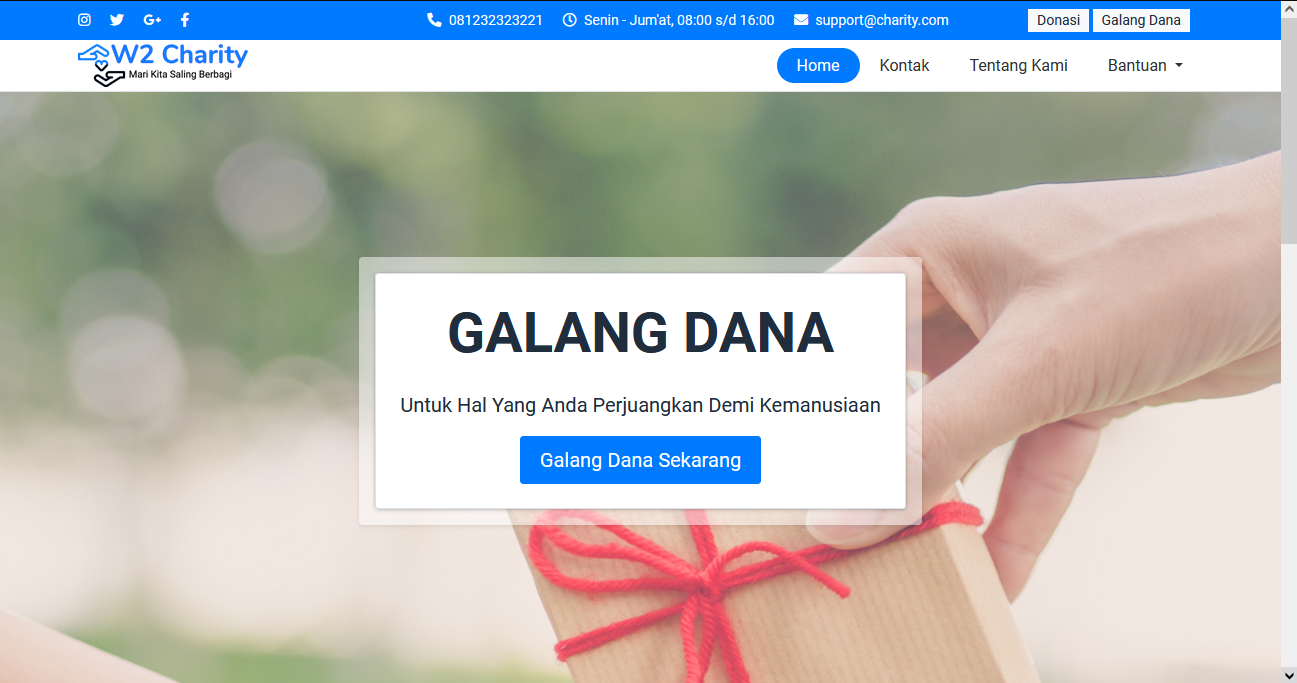 081232323221 Senin - Jum'at, 08:00 s/d 16:00 support@charity.com Donasi Galang Dana
W2 Charity
Mari Kita Saling Berbagi
Home Kontak Tentang Kami Bantuan
GALANG DANA
Untuk Hal Yang Anda Perjuangkan Demi Kemanusiaan
Galang Dana Sekarang